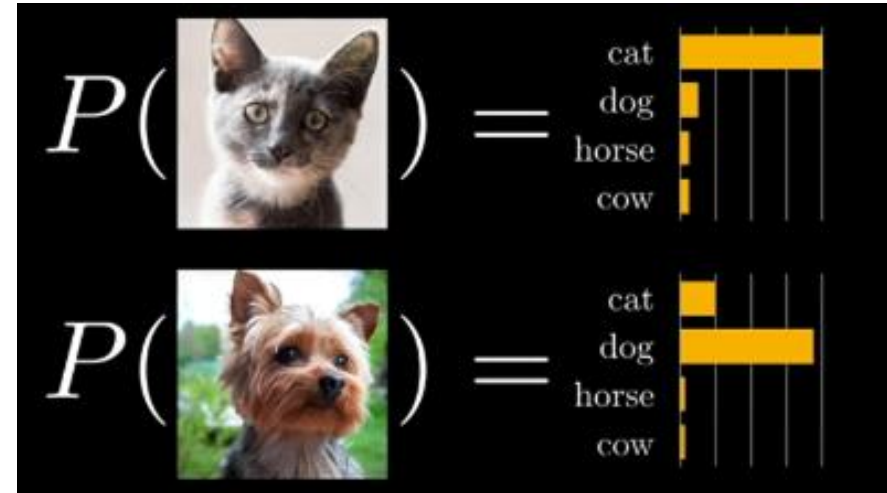 P( ) =
cat
dog
horse
cow
P( ) =
cat
dog
horse
cow